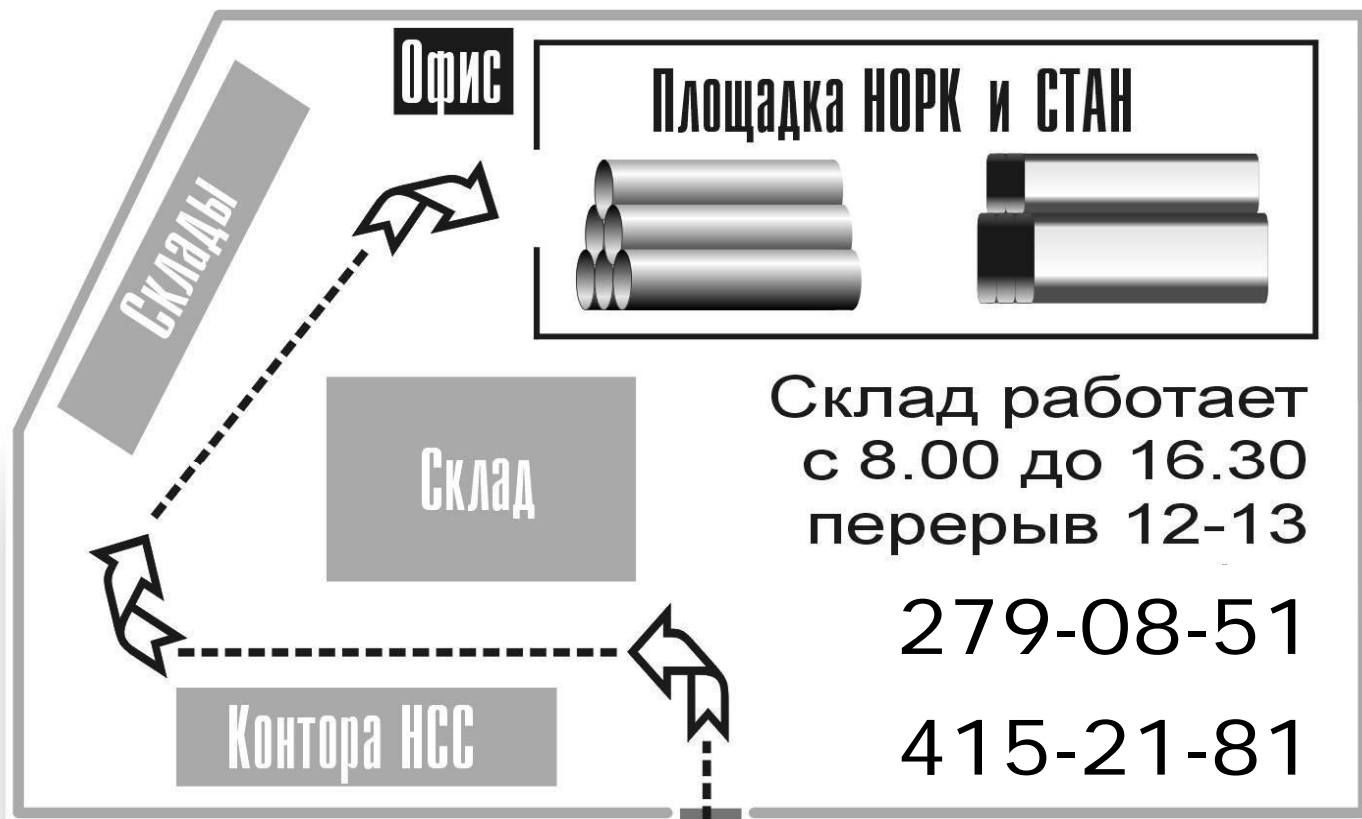 Офис
Площадка НОРК и СТАН
Склады
Склад работает
с 8.00 до 16.30
перерыв 12-13
Склад
279-08-51
Контора НСС
415-21-81